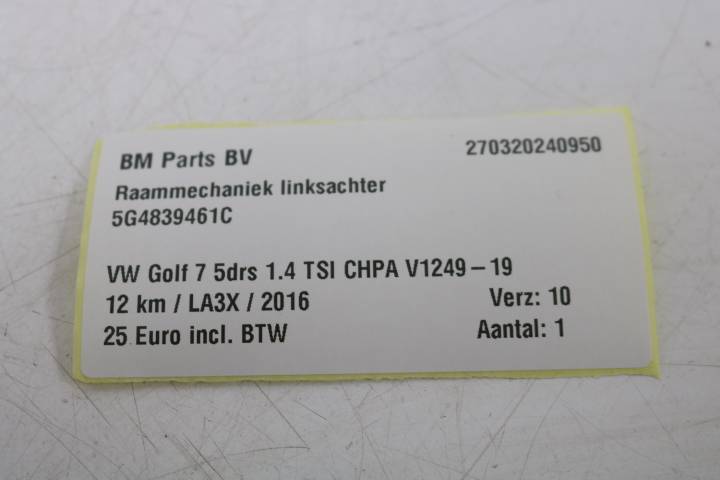 BM Parts BV 270320240950
Raammechaniek linksachter
5G4839461C
VW Golf 7 5drs 1.4 TSI CHPA V1249-19
12 km / LA3X / 2016 Verz: 10
25 Euro incl. BTW Aantal: 1